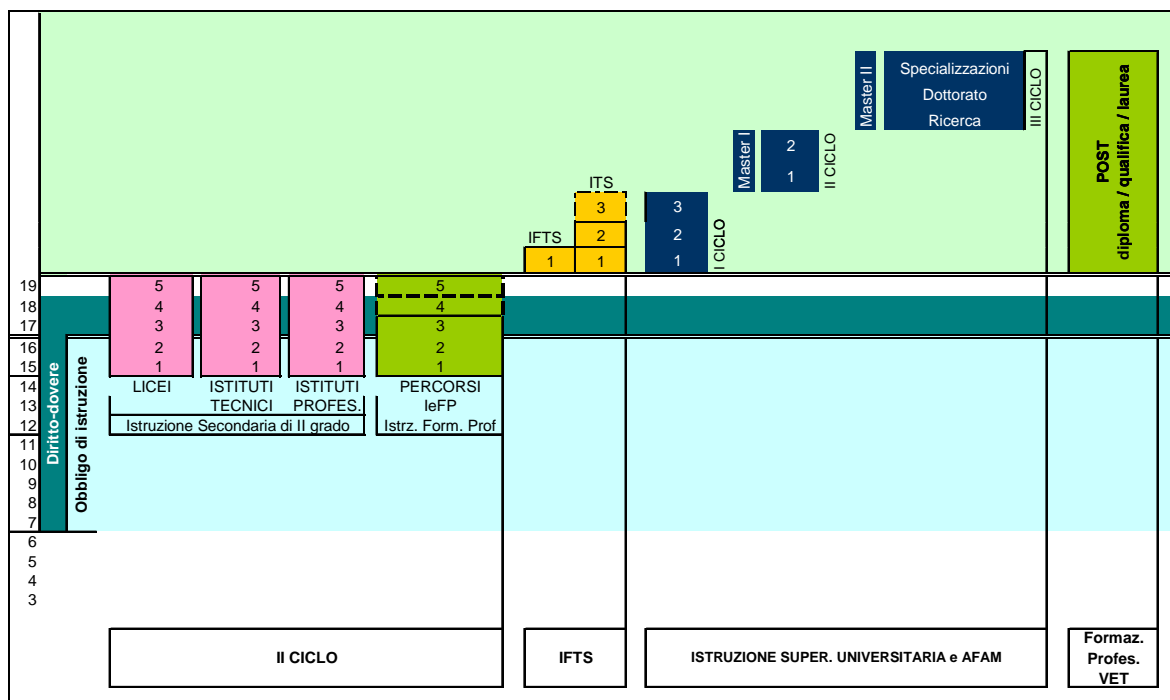 Master II
Specializzazioni
Dottorato
Ricerca
III CICLO
POST
diploma / qualifica / laurea
Master I
2
1
II CICLO
ITS
3
2
1
IFTS
1
3
2
1
I CICLO
19 5 5 5 5
18 4 4 4 4
17 3 3 3 3
16 2 2 2 2
15 1 1 1 1
14 LICEI ISTITUTI ISTITUTI PERCORSI
13 TECNICI PROFES. IeFP
12 Istruzione Secondaria di II grado Istrz. Form. Prof
11
10
9
8
7
6
5
4
3
Diritto-dovere
Obbligo di istruzione
II CICLO
IFTS
ISTRUZIONE SUPER. UNIVERSITARIA e AFAM
Formaz.
Profes.
VET